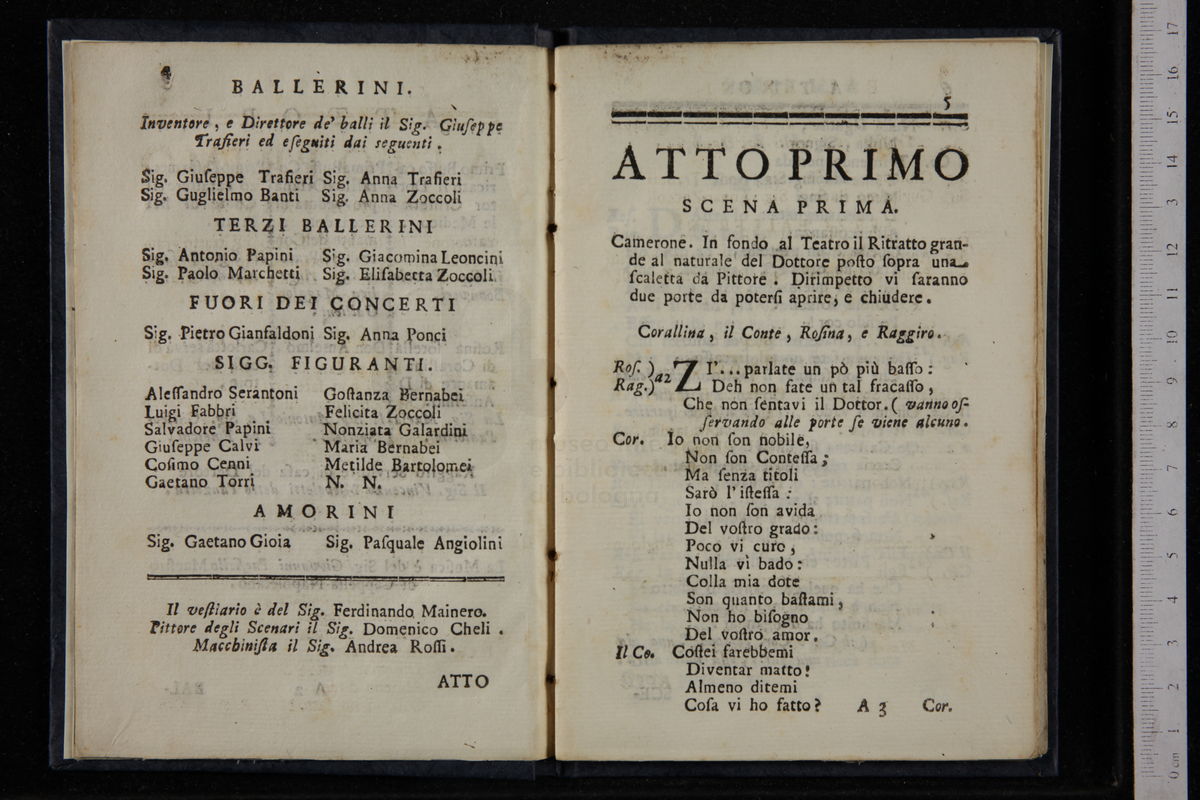 BALLERINI.
Inventore, e Direttore de' balli il Sig. Giuſeppe
Trafieri ed eſeguiti dai seguenti.
Sig. Giuſeppe Trafieri Sig. Anna Trafieri
Sig. Guglielmo Banti Sig. Anna Zoccoli
TERZI BALLERINI
Sig. Antonio Papini Sig. Giacomina Leoncini
Sig. Paolo Marchetti Sig. Eliſabetta Zoccoli
FUORI DEI CONCERTI
Sig. Pietro Gianfaldoni Sig. Anna Ponci
SIGG. FIGURANTI.
Aleſſandro Serantoni Goſtanza Bernabei
Luigi Fabbri Felicita Zoccoli
Salvadore Papini Nonziata Galardini
Giuſeppe Calvi Maria Bernabei
Coſimo Cenni Metilde Bartolomei
Gaetano Torri N. N.
AMORINI
Sig. Gaetano Gioia Sig. Paſquale Angiolini
Il veſtiario è del Sig. Ferdinando Mainero.
Pittore degli Scenari il Sig. Domenico Cheli.
Macchiniſta il Sig. Andrea Roſſi.
ATTO
5
ATTO PRIMO
SCENA PRIMA.
Camerone. In fondo al Teatro il Ritratto gran-
de al naturale del Dottore poſto ſopra una
ſcaletta da Pittore. Dirimpetto vi ſaranno
due porte da poterſi aprire, e chiudere.
Corallina, il Conte, Roſina, e Raggiro.
Roſ. ) a2 ZI'... parlate un pò più baſſo:
Rag. ) Deh non fate un tal fracaſſo,
Che non ſentavi il Dottor. ( vanno oſ-
ſervando alle porte ſe viene alcuno.
Cor. Io non ſon nobile,
Non ſon Conteſſa;
Ma ſenza titoli
Sarò l'iſteſſa:
Io non ſon avida
Del voſtro grado:
Poco vi curo,
Nulla vi bado:
Colla mia dote
Son quanto baſtami,
Non ho biſogno
Del voſtro amor.
Il Co. Coſtei farebbemi
Diventar matto!
Almeno ditemi
Coſa vi ho fatto? A 3 Cor.